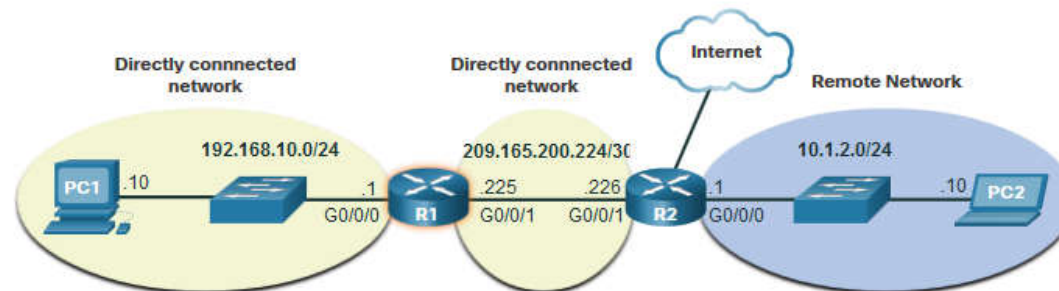 Internet
Directly connnected
network
Directly connnected
network
Remote Network
192.168.10.0/24
209.165.200.224/30
10.1.2.0/24
PC1
.10
.1
G0/0/0
R1
.225
G0/0/1
.226
G0/0/1
R2
.1
G0/0/0
.10
PC2